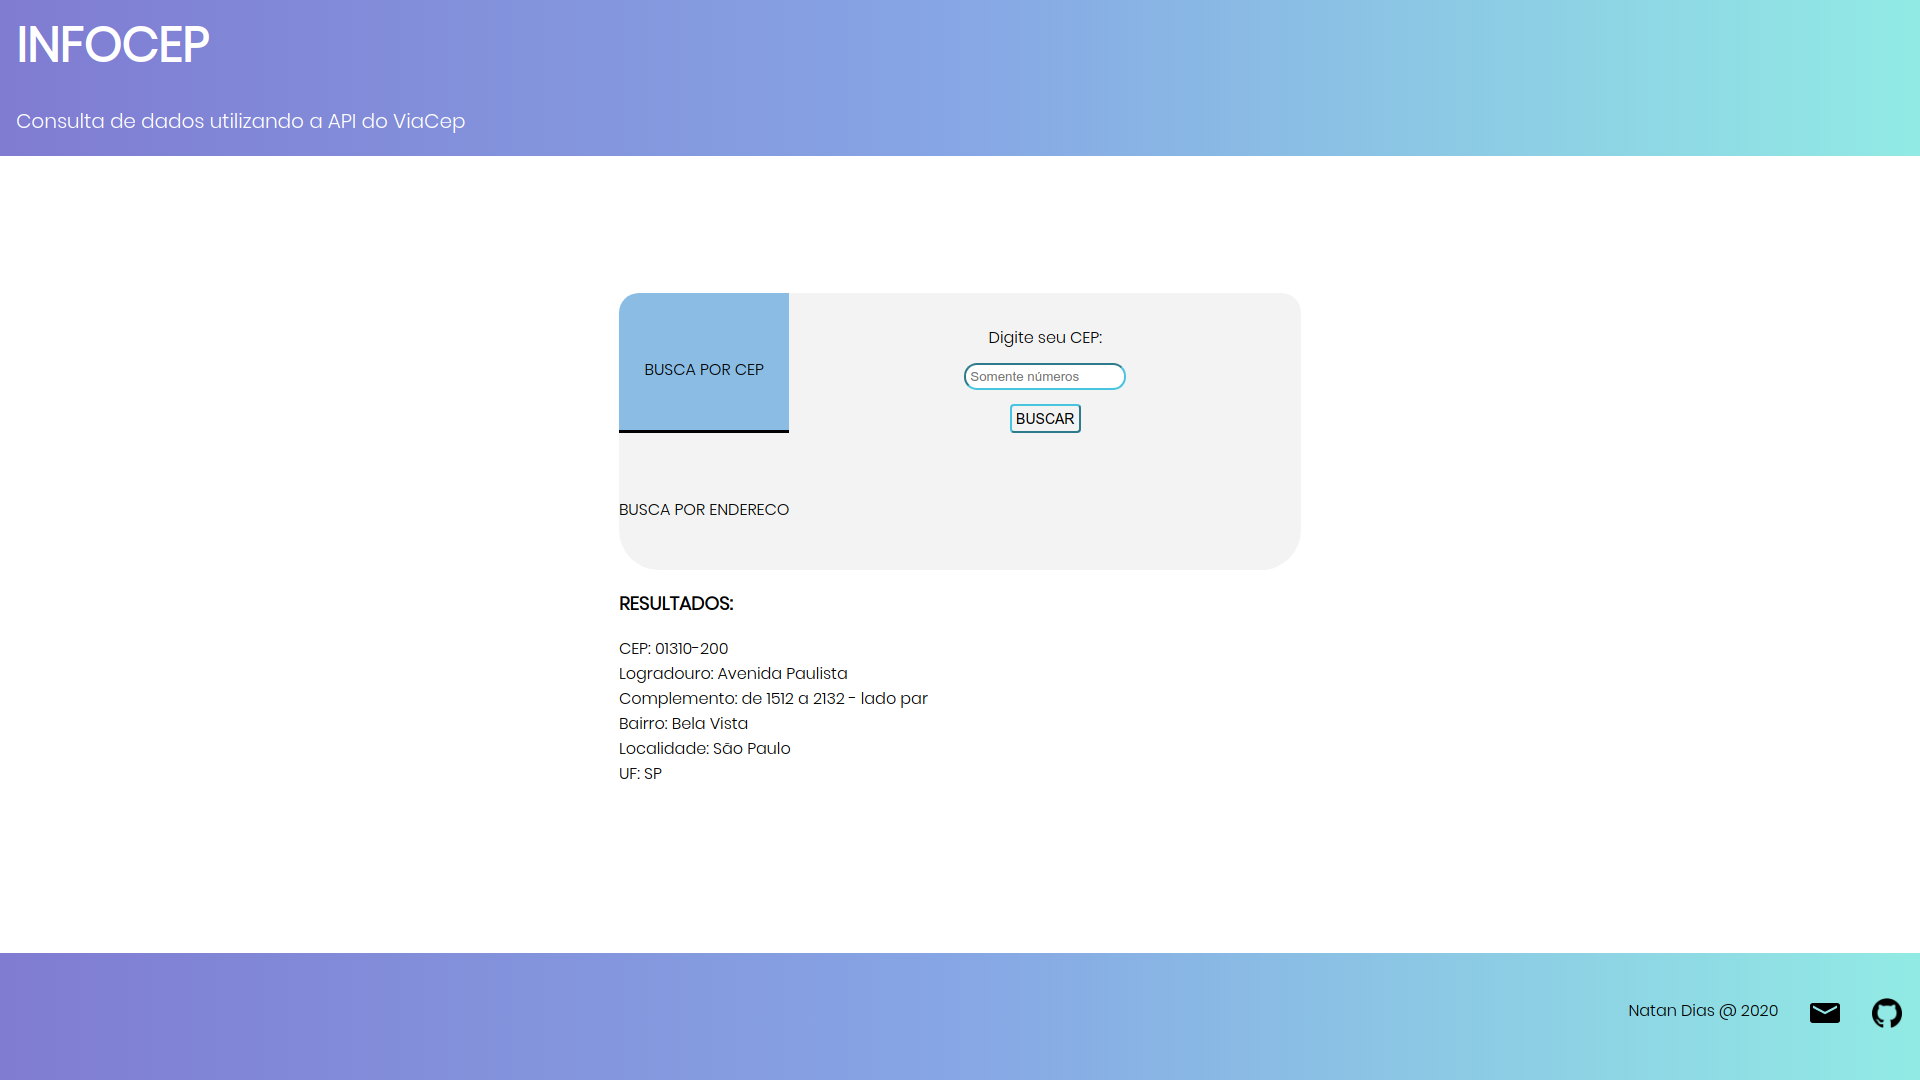 INFOCEP
Consulta de dados utilizando a API do ViaCep
BUSCA POR CEP
Digite seu CEP:
Somente números
BUSCAR
BUSCA POR ENDERECO
RESULTADOS:
CEP: 01310-200
Logradouro: Avenida Paulista
Complemento: de 1512 a 2132 - lado par
Bairro: Bela Vista
Localidade: São Paulo
UF: SP
Natan Dias @ 2020